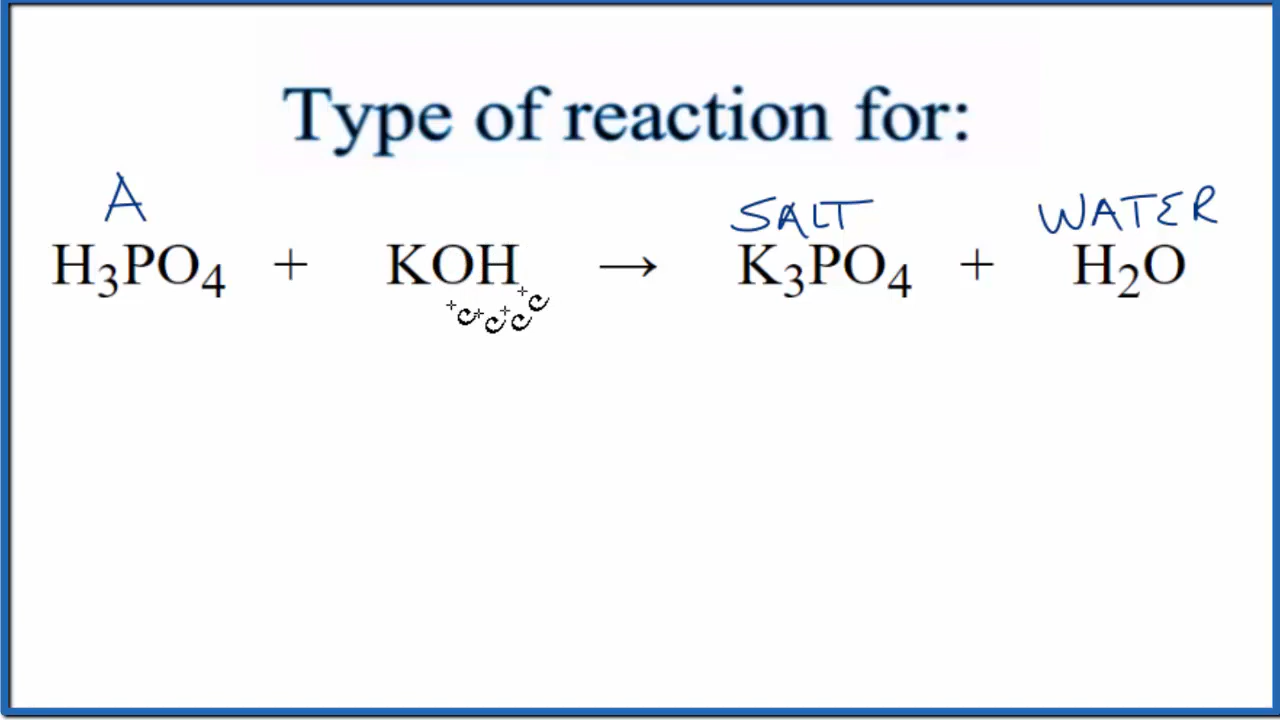 Type of reaction for:
A SALT WATER
H₃PO₄ + KOH → K₃PO₄ + H₂O